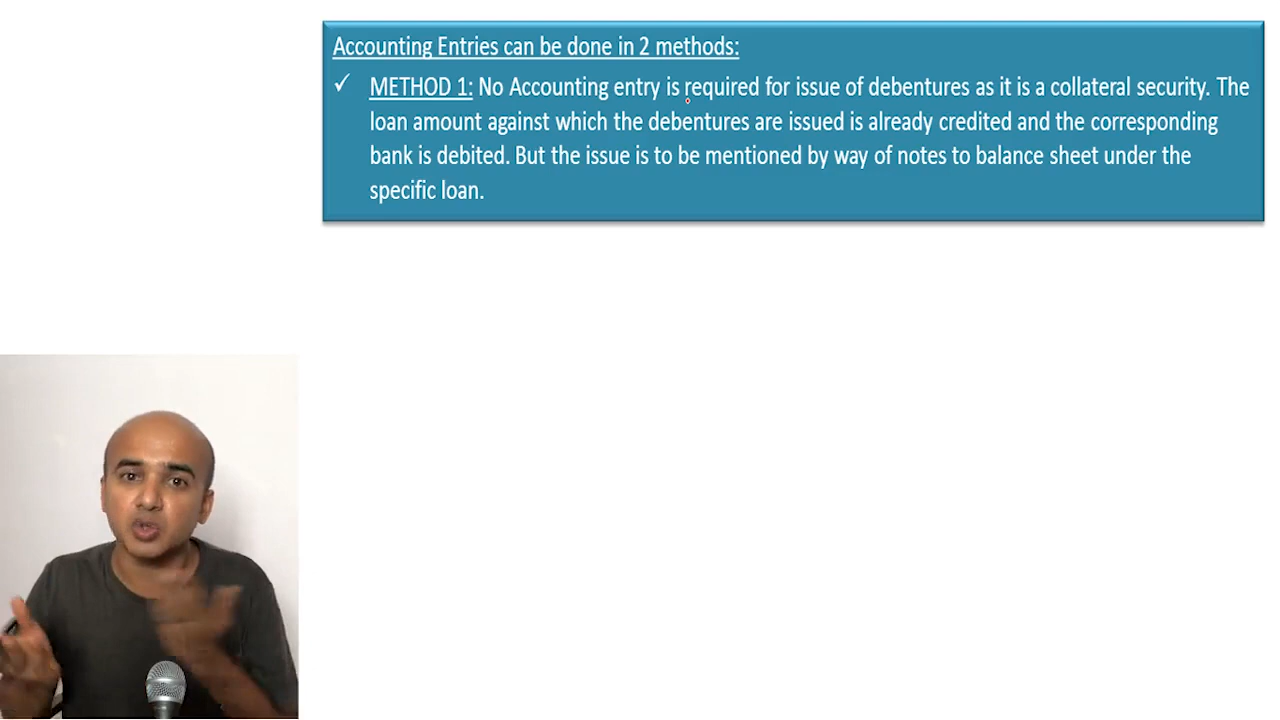 Accounting Entries can be done in 2 methods:
✓ METHOD 1: No Accounting entry is required for issue of debentures as it is a collateral security. The
loan amount against which the debentures are issued is already credited and the corresponding
bank is debited. But the issue is to be mentioned by way of notes to balance sheet under the
specific loan.